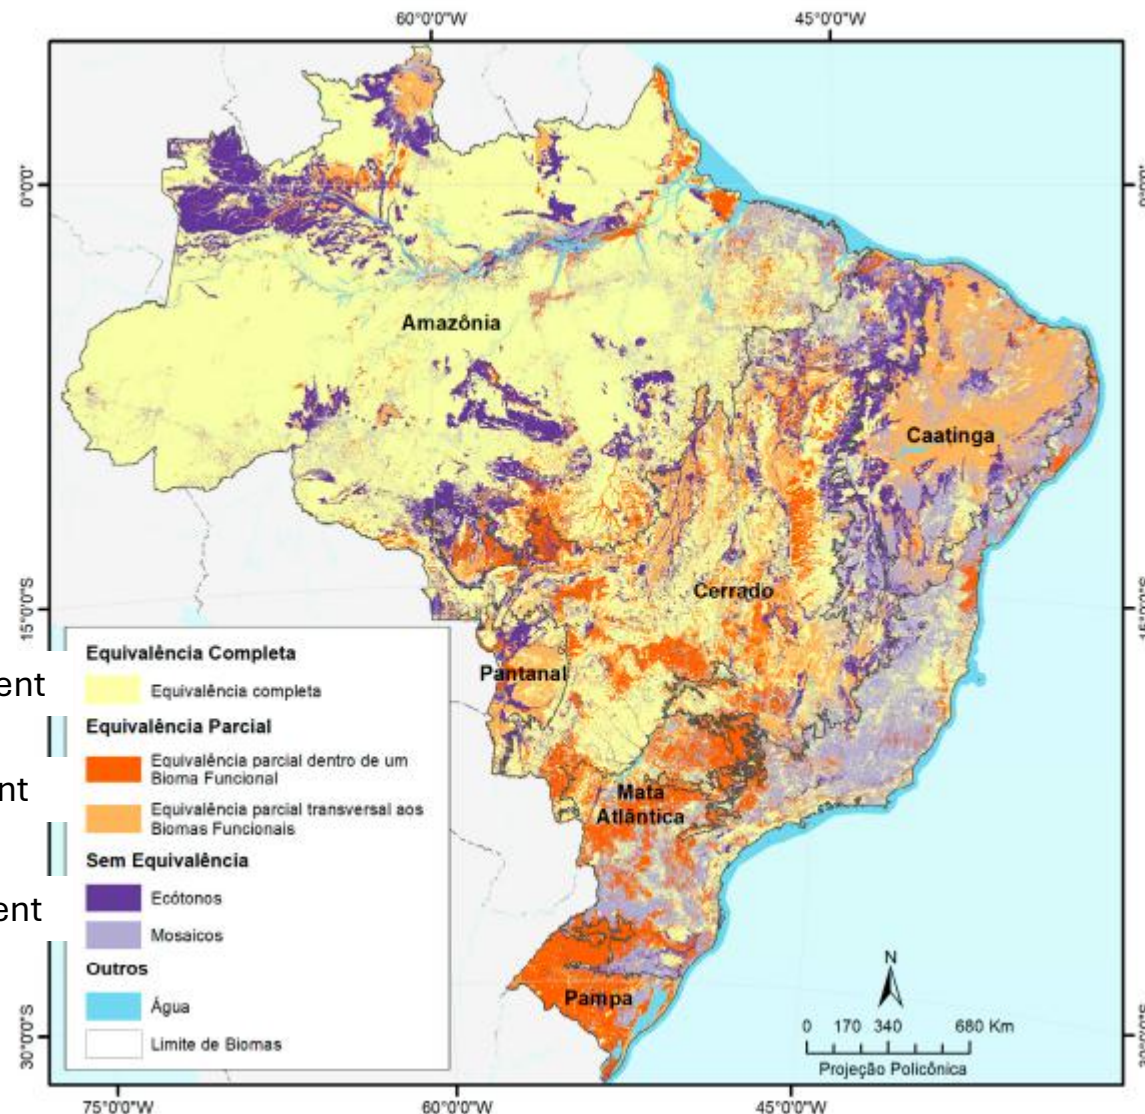 60°0'0"W 45°0'0"W
0°0'0" 0°0'0"
Amazônia
Caatinga
Cerrado
15°0'0"S 15°0'0"S
Pantanal
Mata
Atlântica
Pampa
Equivalência Completa
ent
Equivalência completa
Equivalência Parcial
Equivalência parcial dentro de um
Bioma Funcional
nt
Equivalência parcial transversal aos
Biomas Funcionais
Sem Equivalência
Ecótonos
ent
Mosaicos
Outros
Água
Limite de Biomas
N
0 170 340 680 Km
Projeção Policônica
30°0'0"S 30°0'0"S
75°0'0"W 60°0'0"W 45°0'0"W